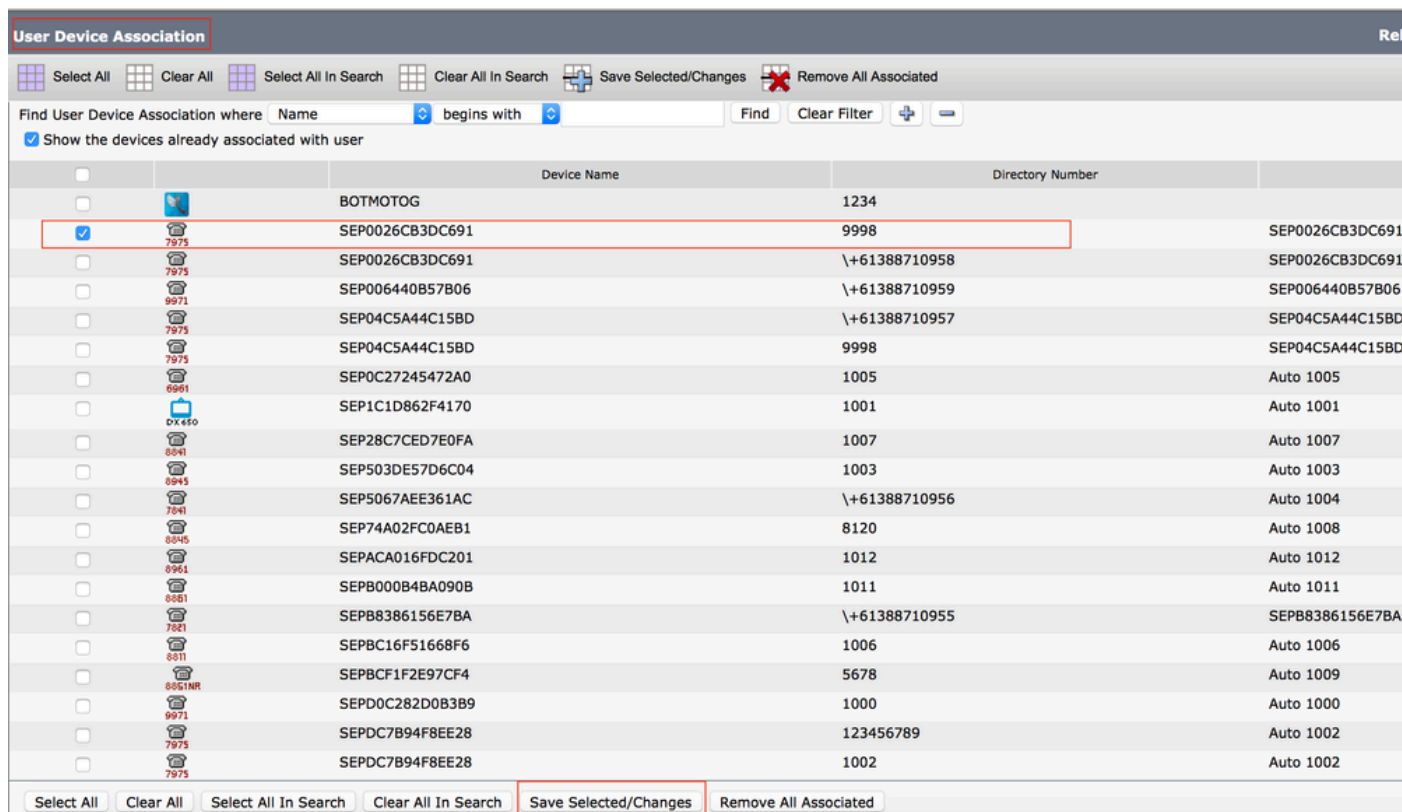 User Device Association Rel
Select All Clear All Select All In Search Clear All In Search Save Selected/Changes Remove All Associated
Find User Device Association where Name begins with Find Clear Filter
Show the devices already associated with user
Device Name Directory Number
BOTMOTOG 1234
7975 SEP0026CB3DC691 9998 SEP0026CB3DC691
7975 SEP0026CB3DC691 \+61388710958 SEP0026CB3DC691
9971 SEP006440B57B06 \+61388710959 SEP006440B57B06
7975 SEP04C5A44C15BD \+61388710957 SEP04C5A44C15BD
7975 SEP04C5A44C15BD 9998 SEP04C5A44C15BD
6961 SEP0C27245472A0 1005 Auto 1005
DX650 SEP1C1D862F4170 1001 Auto 1001
8841 SEP28C7CED7E0FA 1007 Auto 1007
8945 SEP503DE57D6C04 1003 Auto 1003
7841 SEP5067AEE361AC \+61388710956 Auto 1004
8845 SEP74A02FC0AEB1 8120 Auto 1008
8961 SEPACA016FDC201 1012 Auto 1012
8861 SEPB000B4BA090B 1011 Auto 1011
7821 SEPB8386156E7BA \+61388710955 SEPB8386156E7BA
8811 SEPBC16F51668F6 1006 Auto 1006
8851NR SEPBCF1F2E97CF4 5678 Auto 1009
9971 SEPD0C282D0B3B9 1000 Auto 1000
7975 SEPDC7B94F8EE28 123456789 Auto 1002
7975 SEPDC7B94F8EE28 1002 Auto 1002
Select All Clear All Select All In Search Clear All In Search Save Selected/Changes Remove All Associated